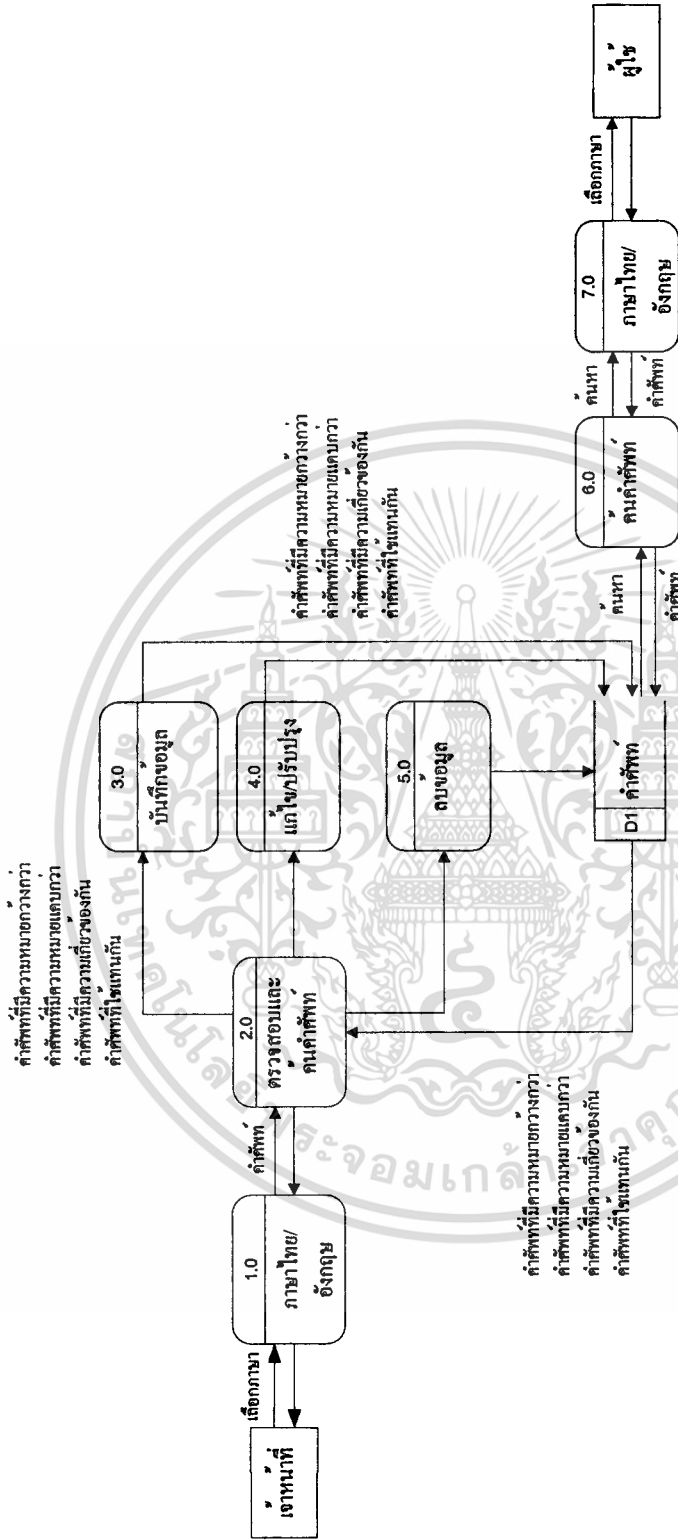 เจ้าหน้าที่
เลือกภาษา
1.0
ภาษาไทย/
อังกฤษ
คำศัพท์
2.0
ตรวจสอบและ
ค้นคำศัพท์
คำศัพท์ที่มีความหมายกว้างกว่า
คำศัพท์ที่มีความหมายแคบกว่า
คำศัพท์ที่มีความเกี่ยวข้องกัน
คำศัพท์ที่ใช้แทนกัน
3.0
บันทึกข้อมูล
4.0
แก้ไข/ปรับปรุง
5.0
ลบข้อมูล
คำศัพท์ที่มีความหมายกว้างกว่า
คำศัพท์ที่มีความหมายแคบกว่า
คำศัพท์ที่มีความเกี่ยวข้องกัน
คำศัพท์ที่ใช้แทนกัน
คำศัพท์ที่มีความหมายกว้างกว่า
คำศัพท์ที่มีความหมายแคบกว่า
คำศัพท์ที่มีความเกี่ยวข้องกัน
คำศัพท์ที่ใช้แทนกัน
D1 คำศัพท์
ค้นหา
คำศัพท์
6.0
ค้นคำศัพท์
ค้นหา
คำศัพท์
7.0
ภาษาไทย/
อังกฤษ
เลือกภาษา
ผู้ใช้
พระจอมเกล้าเจ้าคุณ